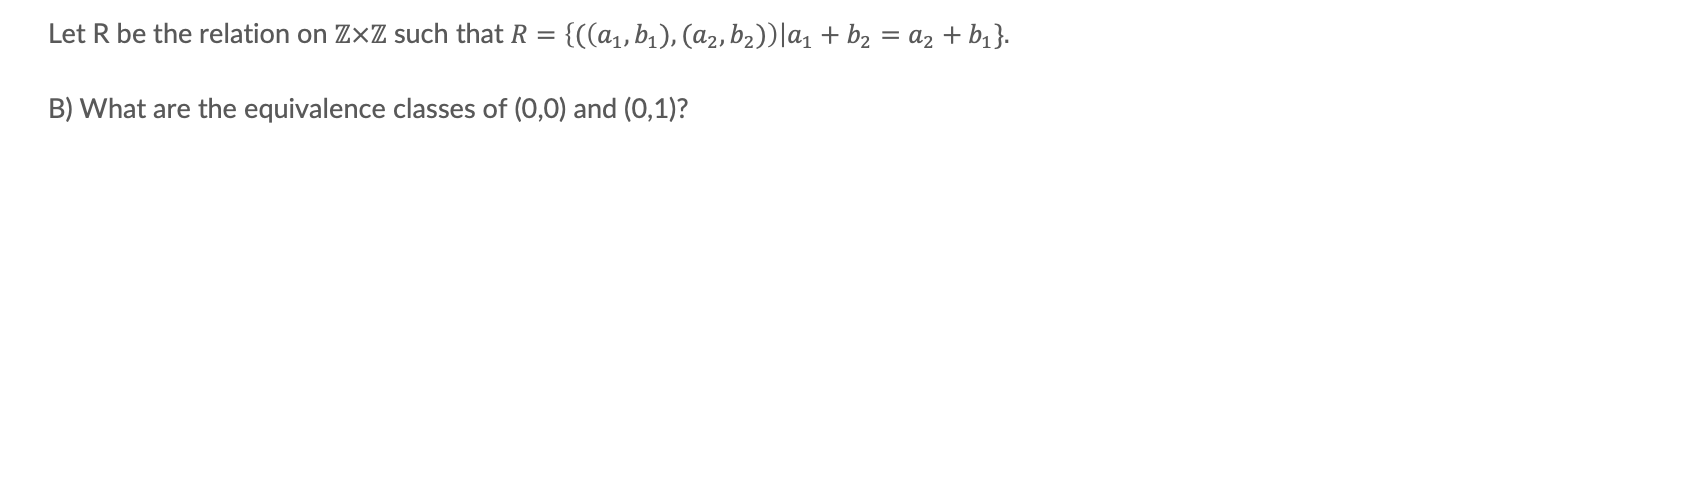 Let R be the relation on ℤ×ℤ such that R = {((a₁, b₁), (a₂, b₂))|a₁ + b₂ = a₂ + b₁}.
B) What are the equivalence classes of (0,0) and (0,1)?